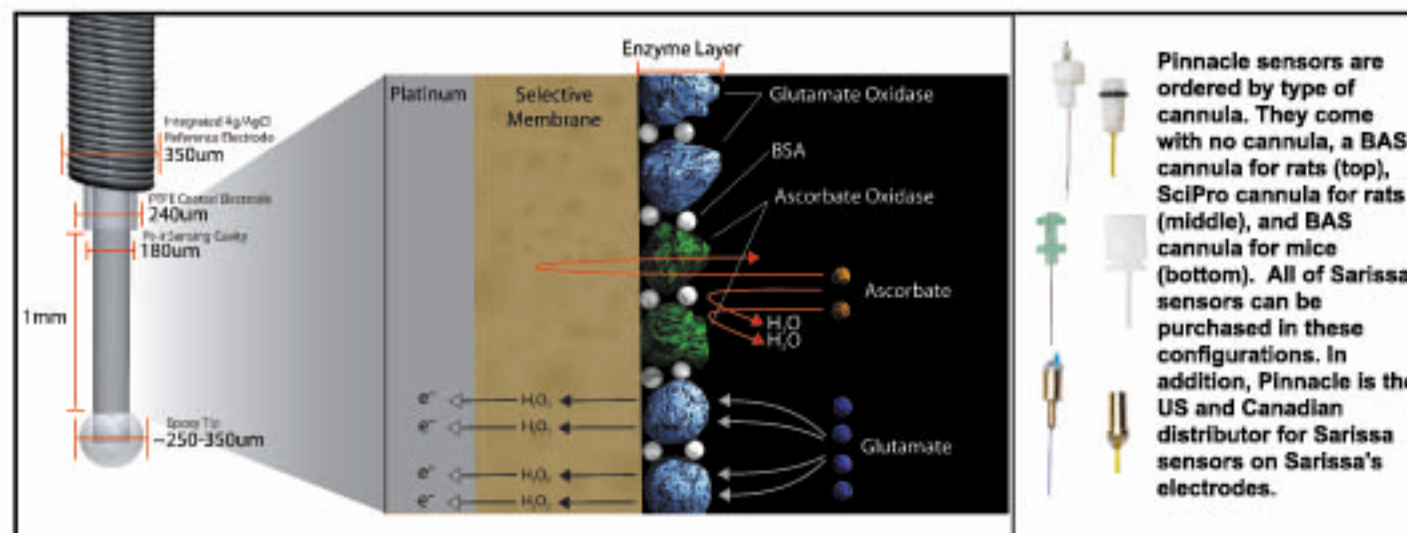 Integrated Ag/AgCl
Reference Electrode
350um
PTFE Coated Electrode
240um
Pt-Ir Sensing Cavity
180um
1mm
Epoxy Tip
~250-350um
Enzyme Layer
Platinum
Selective
Membrane
Glutamate Oxidase
BSA
Ascorbate Oxidase
Ascorbate
H₂O
H₂O
e⁻ H₂O₂
e⁻ H₂O₂
Glutamate
e⁻ H₂O₂
e⁻ H₂O₂
Pinnacle sensors are
ordered by type of
cannula. They come
with no cannula, a BAS
cannula for rats (top),
SciPro cannula for rats
(middle), and BAS
cannula for mice
(bottom). All of Sarissa
sensors can be
purchased in these
configurations. In
addition, Pinnacle is the
US and Canadian
distributor for Sarissa
sensors on Sarissa's
electrodes.